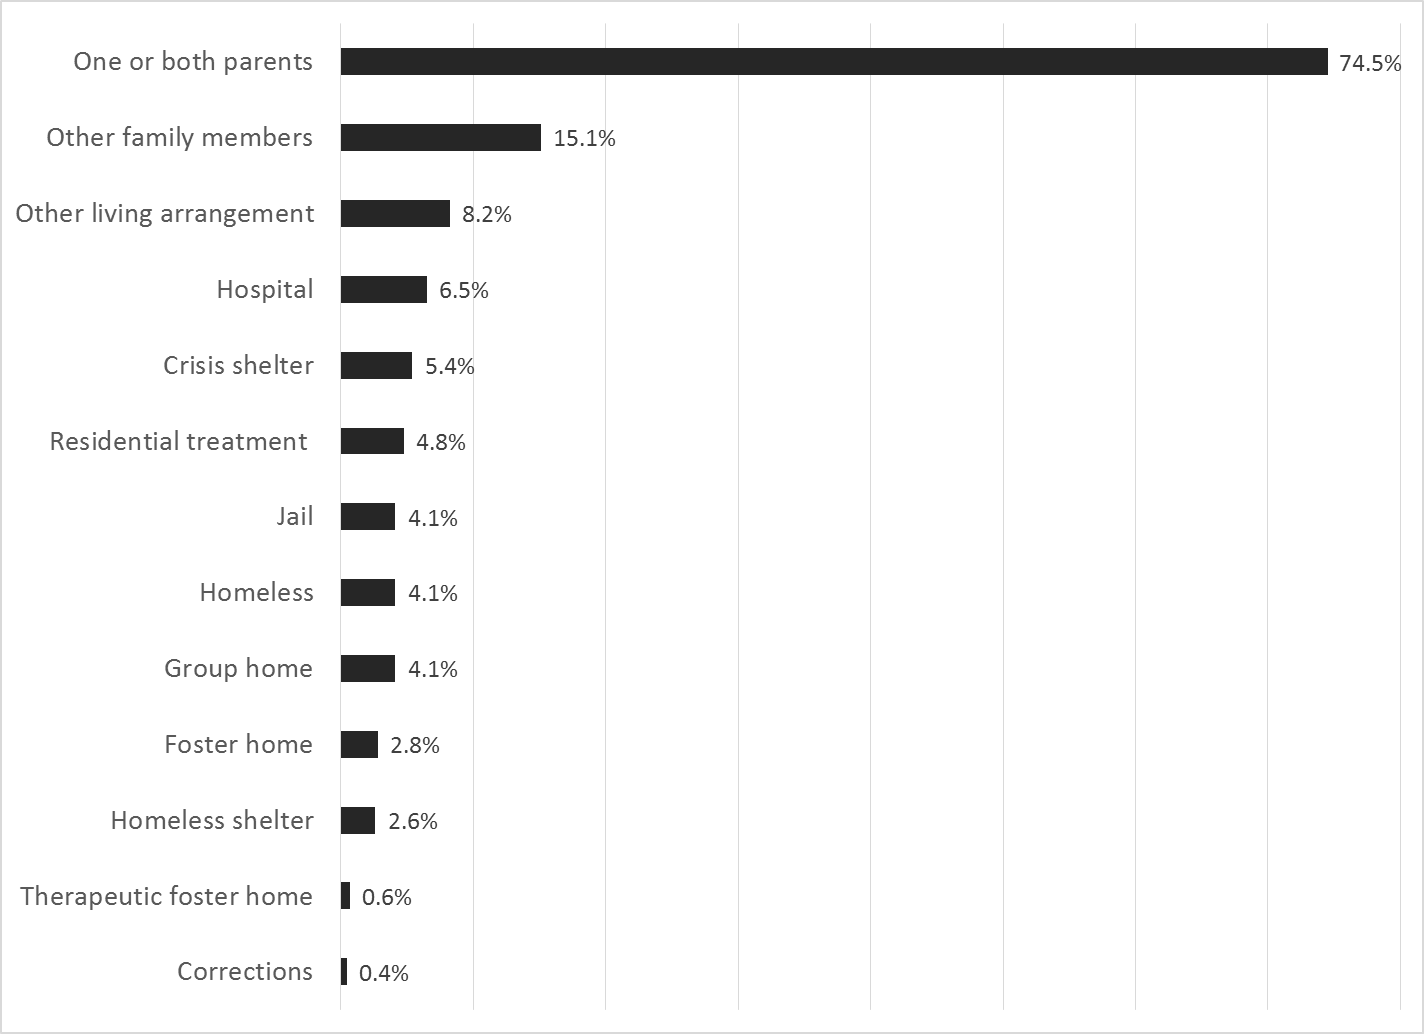 One or both parents 74.5%
Other family members 15.1%
Other living arrangement 8.2%
Hospital 6.5%
Crisis shelter 5.4%
Residential treatment 4.8%
Jail 4.1%
Homeless 4.1%
Group home 4.1%
Foster home 2.8%
Homeless shelter 2.6%
Therapeutic foster home 0.6%
Corrections 0.4%